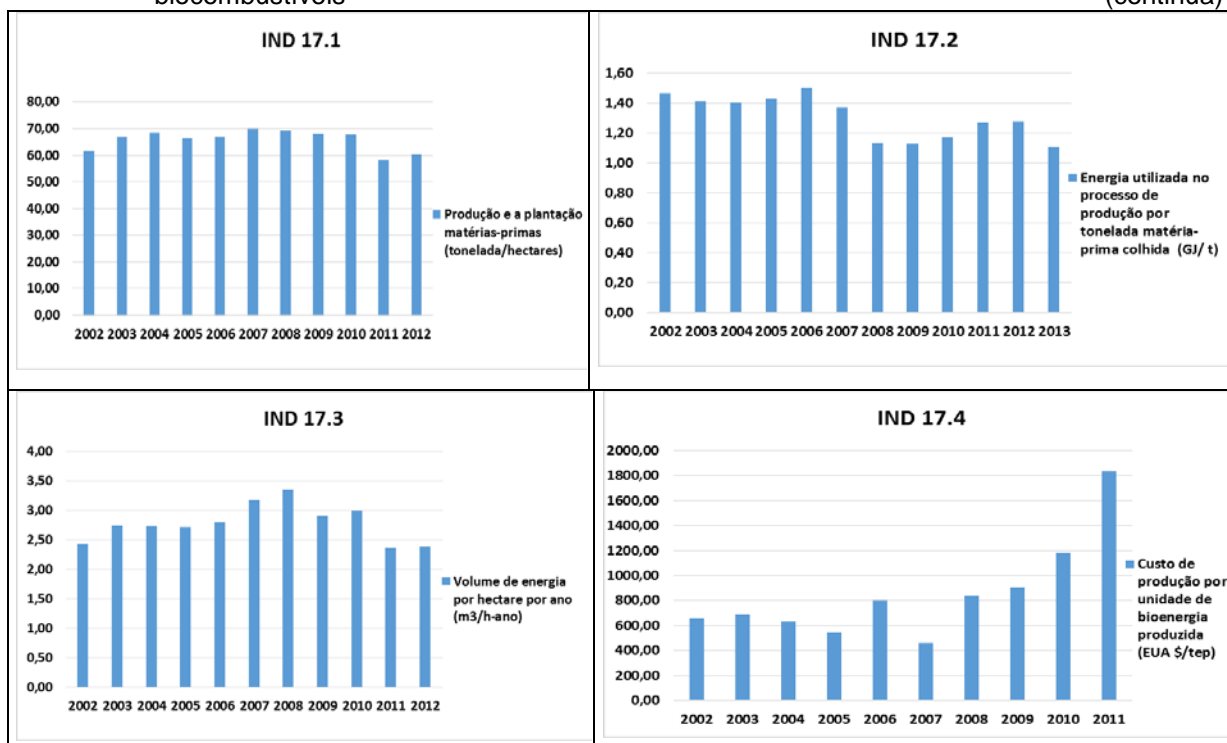 biocombustíveis (continua)
IND 17.1
80,00
70,00
60,00
50,00
40,00
30,00
20,00
10,00
0,00
2002 2003 2004 2005 2006 2007 2008 2009 2010 2011 2012
Produção e a plantação
matérias-primas
(tonelada/hectares)
IND 17.2
1,60
1,40
1,20
1,00
0,80
0,60
0,40
0,20
0,00
2002 2003 2004 2005 2006 2007 2008 2009 2010 2011 2012 2013
Energia utilizada no
processo de
produção por
tonelada matéria-
prima colhida (GJ/ t)
IND 17.3
4,00
3,50
3,00
2,50
2,00
1,50
1,00
0,50
0,00
2002 2003 2004 2005 2006 2007 2008 2009 2010 2011 2012
Volume de energia
por hectare por ano
(m3/h-ano)
IND 17.4
2000,00
1800,00
1600,00
1400,00
1200,00
1000,00
800,00
600,00
400,00
200,00
0,00
2002 2003 2004 2005 2006 2007 2008 2009 2010 2011
Custo de
produção por
unidade de
bioenergia
produzida
(EUA $/tep)